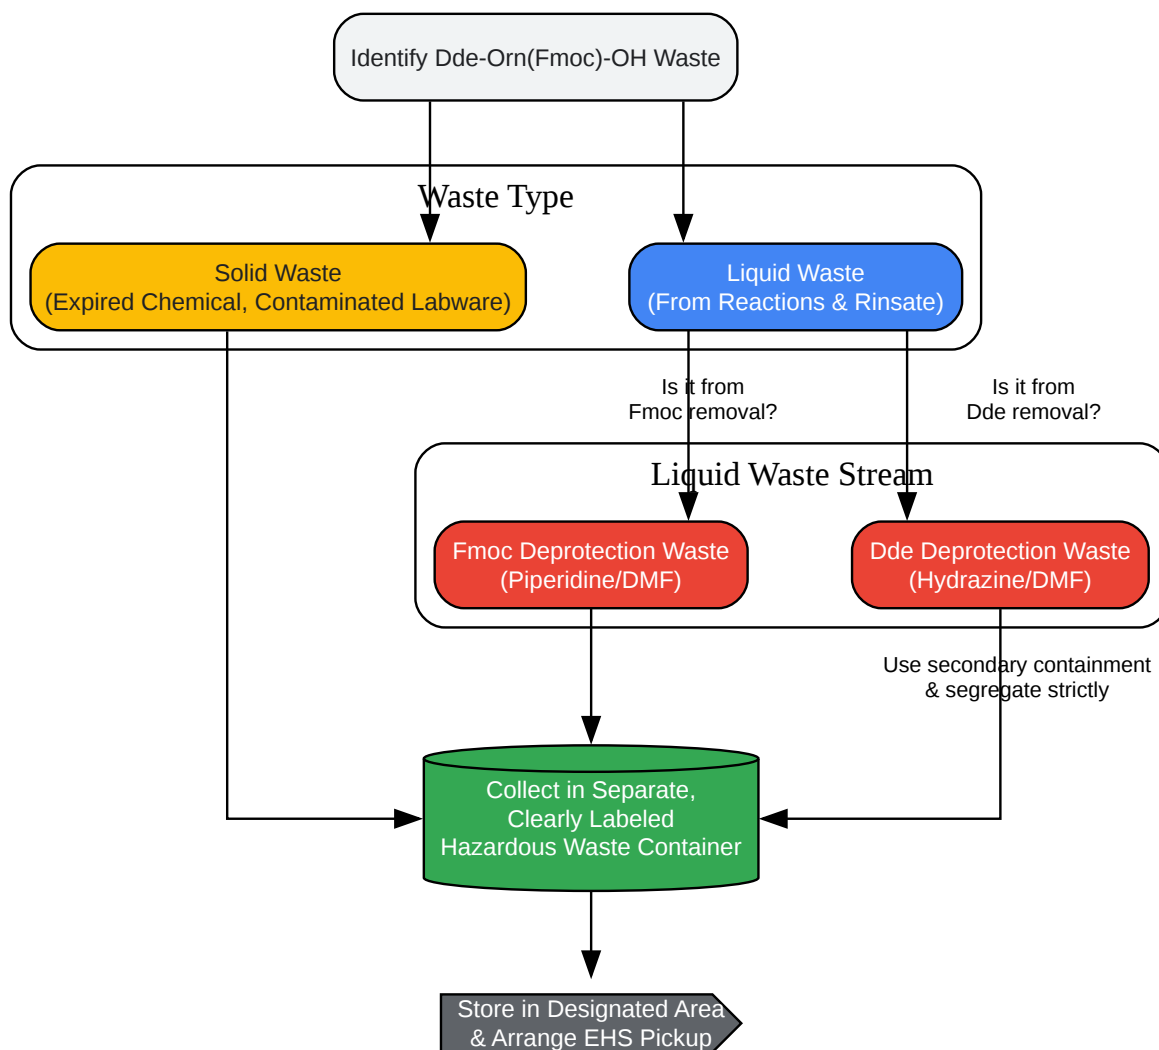 Identify Dde-Orn(Fmoc)-OH Waste
Waste Type
Solid Waste
(Expired Chemical, Contaminated Labware)
Liquid Waste
(From Reactions & Rinsate)
Is it from
Fmoc removal?
Is it from
Dde removal?
Liquid Waste Stream
Fmoc Deprotection Waste
(Piperidine/DMF)
Dde Deprotection Waste
(Hydrazine/DMF)
Use secondary containment
& segregate strictly
Collect in Separate,
Clearly Labeled
Hazardous Waste Container
Store in Designated Area
& Arrange EHS Pickup